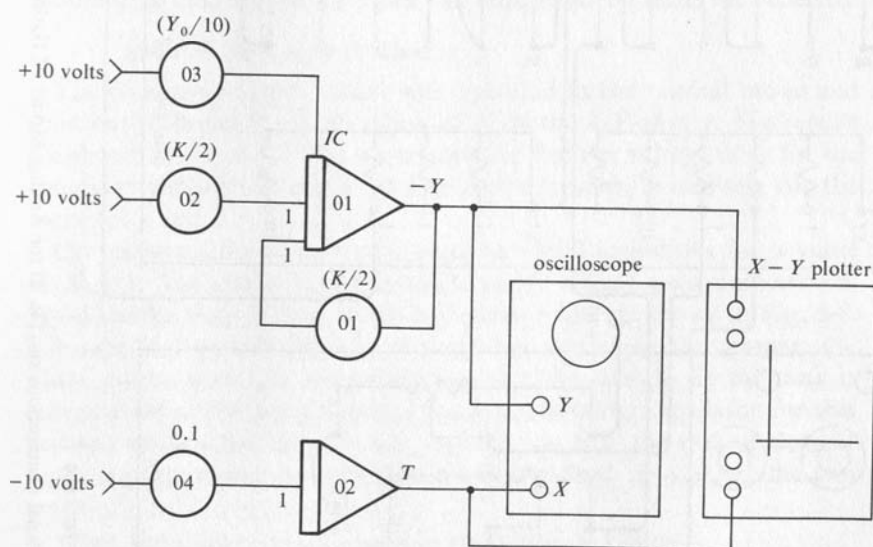 (Y₀/10)
+10 volts
03
IC
(K/2)
+10 volts
02
1
01
−Y
1
(K/2)
01
oscilloscope
X − Y plotter
Y
0.1
−10 volts
04
1
02
T
X